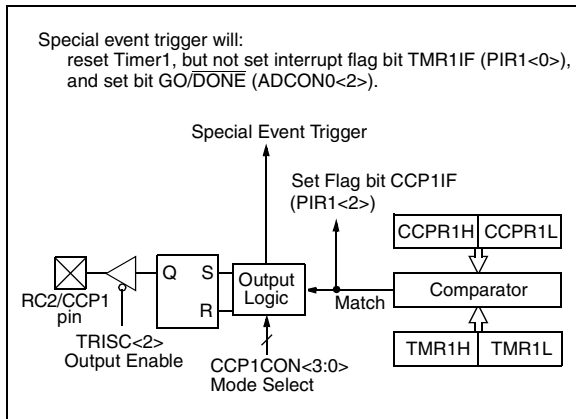 Special event trigger will:
reset Timer1, but not set interrupt flag bit TMR1IF (PIR1<0>),
and set bit GO/DONE (ADCON0<2>).
Special Event Trigger
Set Flag bit CCP1IF
(PIR1<2>)
CCPR1H CCPR1L
Q S
R
Output
Logic
Match
Comparator
RC2/CCP1
pin
TRISC<2>
Output Enable
CCP1CON<3:0>
Mode Select
TMR1H TMR1L